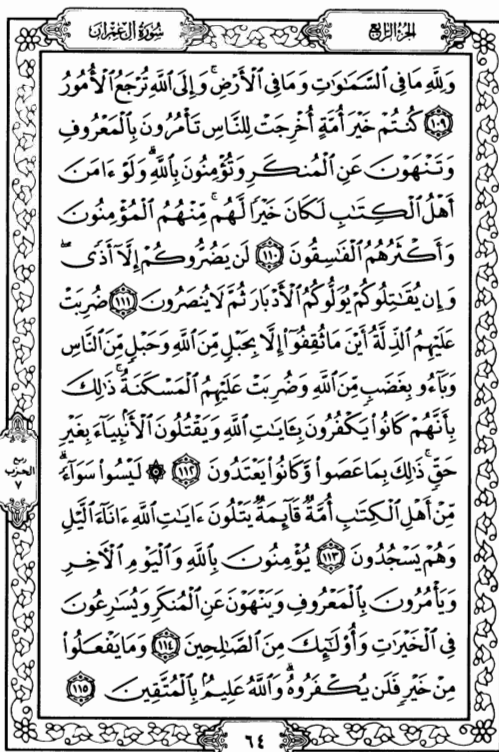 الجزء الرابع
سورة آل عمران
وَلِلَّهِ مَا فِي السَّمَٰوَٰتِ وَمَا فِي الْأَرْضِ ۚ وَإِلَى اللَّهِ تُرْجَعُ الْأُمُورُ
١٠٩ كُنتُمْ خَيْرَ أُمَّةٍ أُخْرِجَتْ لِلنَّاسِ تَأْمُرُونَ بِالْمَعْرُوفِ
وَتَنْهَوْنَ عَنِ الْمُنكَرِ وَتُؤْمِنُونَ بِاللَّهِ ۗ وَلَوْ ءَامَنَ
أَهْلُ الْكِتَٰبِ لَكَانَ خَيْرًا لَّهُم ۚ مِّنْهُمُ الْمُؤْمِنُونَ
وَأَكْثَرُهُمُ الْفَٰسِقُونَ ١١٠ لَن يَضُرُّوكُمْ إِلَّا أَذًى ۖ
وَإِن يُقَٰتِلُوكُمْ يُوَلُّوكُمُ الْأَدْبَارَ ثُمَّ لَا يُنصَرُونَ ١١١ ضُرِبَتْ
عَلَيْهِمُ الذِّلَّةُ أَيْنَ مَا ثُقِفُوا إِلَّا بِحَبْلٍ مِّنَ اللَّهِ وَحَبْلٍ مِّنَ النَّاسِ
وَبَاءُو بِغَضَبٍ مِّنَ اللَّهِ وَضُرِبَتْ عَلَيْهِمُ الْمَسْكَنَةُ ۚ ذَٰلِكَ
بِأَنَّهُمْ كَانُوا يَكْفُرُونَ بِـَٔايَٰتِ اللَّهِ وَيَقْتُلُونَ الْأَنۢبِيَاءَ بِغَيْرِ
حَقٍّ ۚ ذَٰلِكَ بِمَا عَصَوا وَّكَانُوا يَعْتَدُونَ ١١٢ ۞ لَيْسُوا سَوَاءً ۗ
مِّنْ أَهْلِ الْكِتَٰبِ أُمَّةٌ قَائِمَةٌ يَتْلُونَ ءَايَٰتِ اللَّهِ ءَانَاءَ الَّيْلِ
وَهُمْ يَسْجُدُونَ ١١٣ يُؤْمِنُونَ بِاللَّهِ وَالْيَوْمِ الْـَٔاخِرِ
وَيَأْمُرُونَ بِالْمَعْرُوفِ وَيَنْهَوْنَ عَنِ الْمُنكَرِ وَيُسَٰرِعُونَ
فِي الْخَيْرَٰتِ وَأُولَٰئِكَ مِنَ الصَّٰلِحِينَ ١١٤ وَمَا يَفْعَلُوا
مِنْ خَيْرٍ فَلَن يُكْفَرُوهُ ۗ وَاللَّهُ عَلِيمٌۢ بِالْمُتَّقِينَ ١١٥
ربع
الحزب
٧
٦٤